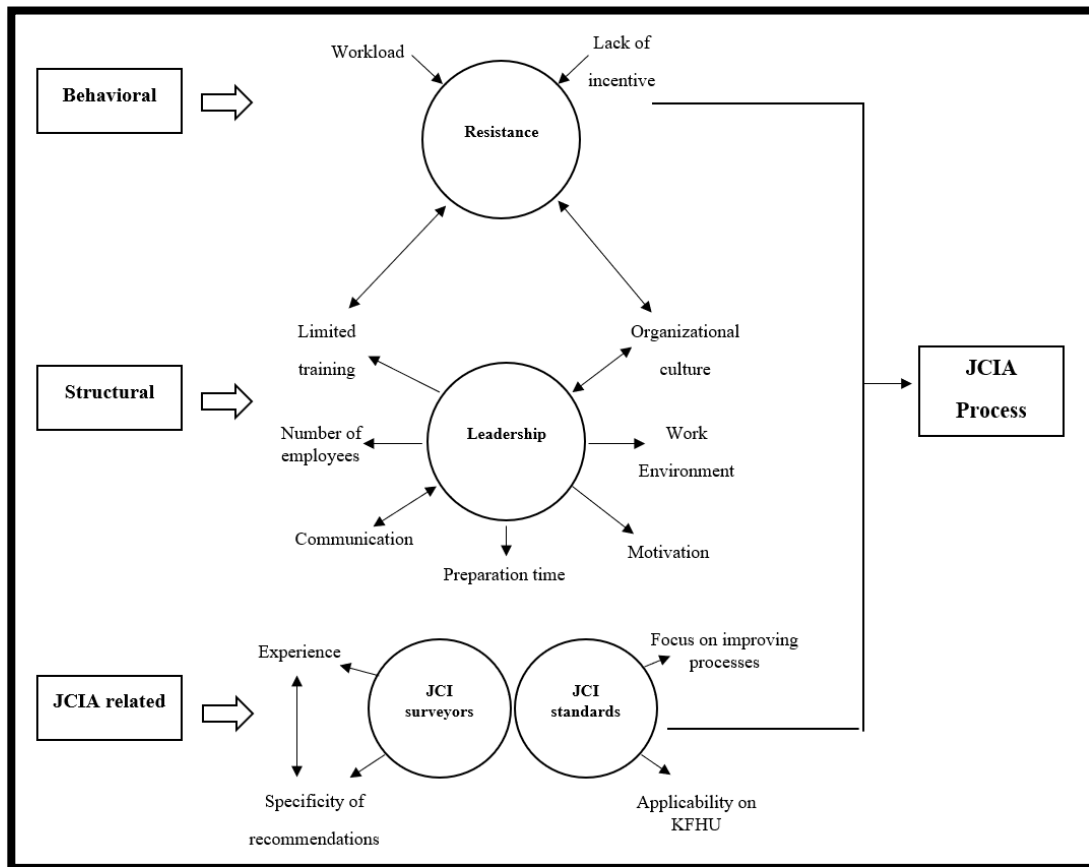 Workload
Lack of
incentive
Behavioral
Resistance
Limited
training
Organizational
culture
Structural
Leadership
Number of
employees
Work
Environment
Communication
Motivation
Preparation time
JCIA
Process
Experience
Focus on improving
processes
JCIA related
JCI
surveyors
JCI
standards
Specificity of
recommendations
Applicability on
KFHU